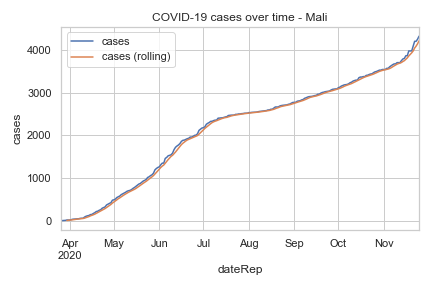 COVID-19 cases over time - Mali
cases
cases (rolling)
4000
3000
2000
1000
0
cases
Apr May Jun Jul Aug Sep Oct Nov
2020
dateRep